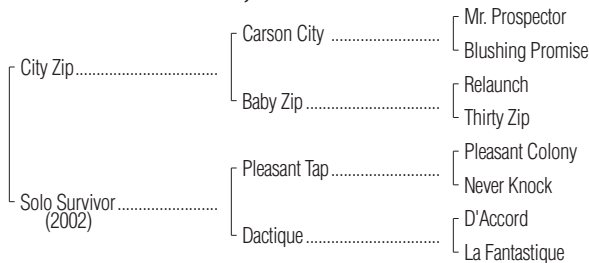 Mr. Prospector
Carson City ....................
Blushing Promise
City Zip..........................
Relaunch
Baby Zip.........................
Thirty Zip
Pleasant Colony
Pleasant Tap....................
Never Knock
Solo Survivor..................
(2002)
D'Accord
Dactique.........................
La Fantastique